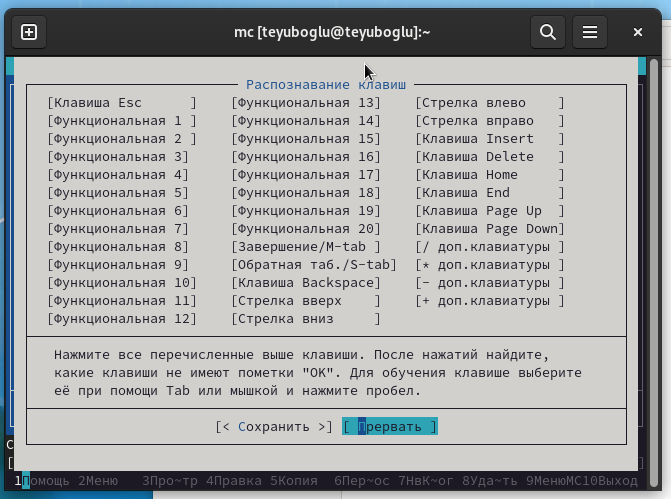 mc [teyuboglu@teyuboglu]:~
Распознавание клавиш
[Клавиша Esc      ]    [Функциональная 13]    [Стрелка влево    ]
[Функциональная 1 ]    [Функциональная 14]    [Стрелка вправо   ]
[Функциональная 2 ]    [Функциональная 15]    [Клавиша Insert   ]
[Функциональная 3]    [Функциональная 16]    [Клавиша Delete   ]
[Функциональная 4]    [Функциональная 17]    [Клавиша Home     ]
[Функциональная 5]    [Функциональная 18]    [Клавиша End      ]
[Функциональная 6]    [Функциональная 19]    [Клавиша Page Up  ]
[Функциональная 7]    [Функциональная 20]    [Клавиша Page Down]
[Функциональная 8]    [Завершение/M-tab ]    [/ доп.клавиатуры ]
[Функциональная 9]    [Обратная таб./S-tab]  [* доп.клавиатуры ]
[Функциональная 10]    [Клавиша Backspace]    [- доп.клавиатуры ]
[Функциональная 11]    [Стрелка вверх    ]    [+ доп.клавиатуры ]
[Функциональная 12]    [Стрелка вниз     ]
Нажмите все перечисленные выше клавиши. После нажатий найдите,
какие клавиши не имеют пометки "OK". Для обучения клавише выберите
её при помощи Tab или мышкой и нажмите пробел.
[< Сохранить >] [ Прервать ]
1Помощь 2Меню   3Про~тр 4Правка 5Копия  6Пер~ос 7НвК~ог 8Уда~ть 9МенюMC10Выход